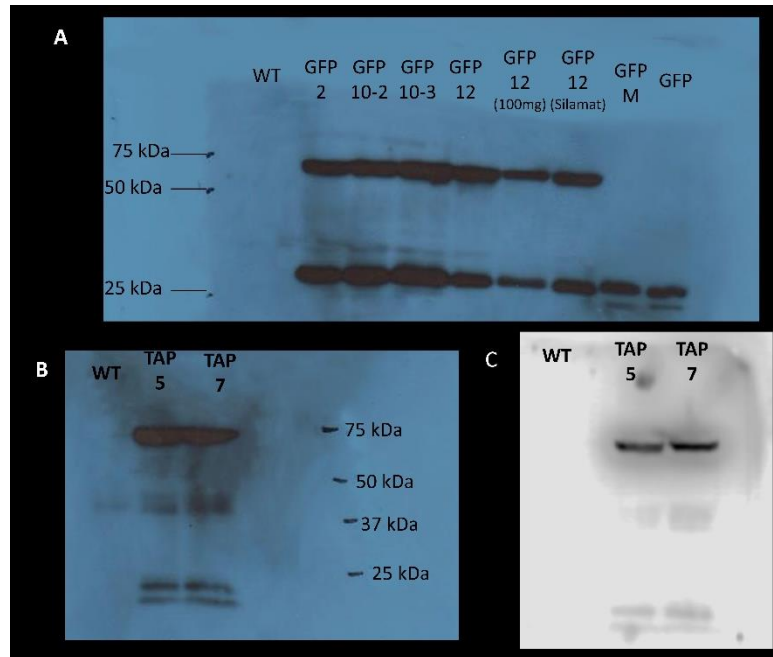 A
WT
GFP 2
GFP 10-2
GFP 10-3
GFP 12
GFP 12 (100mg)
GFP 12 (Silamat)
GFP M
GFP
75 kDa
50 kDa
25 kDa
B
WT
TAP 5
TAP 7
75 kDa
50 kDa
37 kDa
25 kDa
C
WT
TAP 5
TAP 7